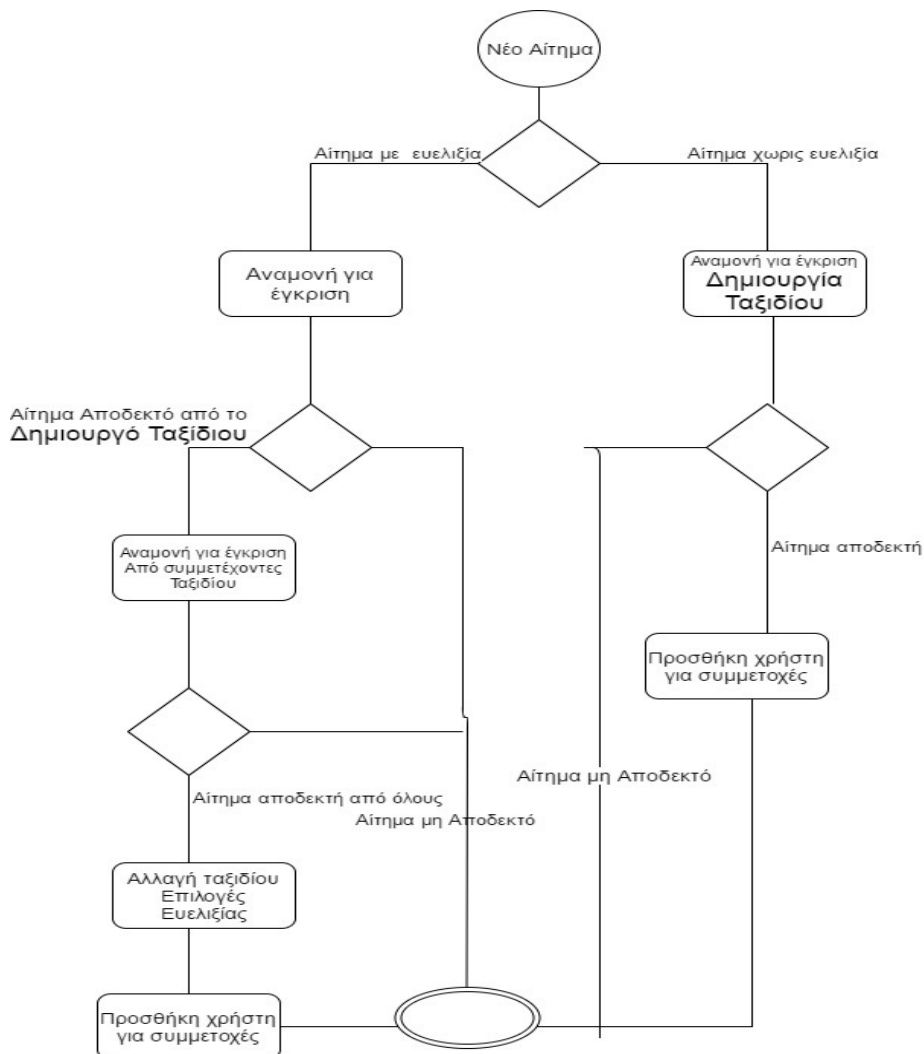 Νέο Αίτημα
Αίτημα με ευελιξία
Αίτημα χωρις ευελιξία
Αναμονή για
έγκριση
Αναμονή για έγκριση
Δημιουργία
Ταξιδίου
Αίτημα Αποδεκτό από το
Δημιουργό Ταξίδιου
Αναμονή για έγκριση
Από συμμετέχοντες
Ταξιδίου
Αίτημα αποδεκτή
Προσθήκη χρήστη
για συμμετοχές
Αίτημα μη Αποδεκτό
Αίτημα αποδεκτή από όλους
Αίτημα μη Αποδεκτό
Αλλαγή ταξιδίου
Επιλογές
Ευελιξίας
Προσθήκη χρήστη
για συμμετοχές